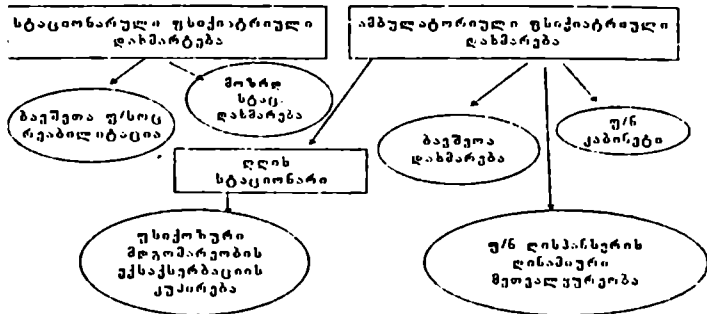 სტაციონარული ფსიქიატრიული
დახმარტება
ამბულატორიული ფსიქიატრიული
დახმარება
მოზრდ
სტაც.
დახმარება
ბავშვთა ფ/სოც
რეაბილიტაცია
ფ/ნ
კაბინეტი
ბავშვთა
დახმარება
დღის
სტაციონარი
ფსიქოზური
მდგომარეობის
ექსაცერბაციის
კუპირება
ფ/ნ დისპანსერის
დინამიური
მეთვალყურეობა